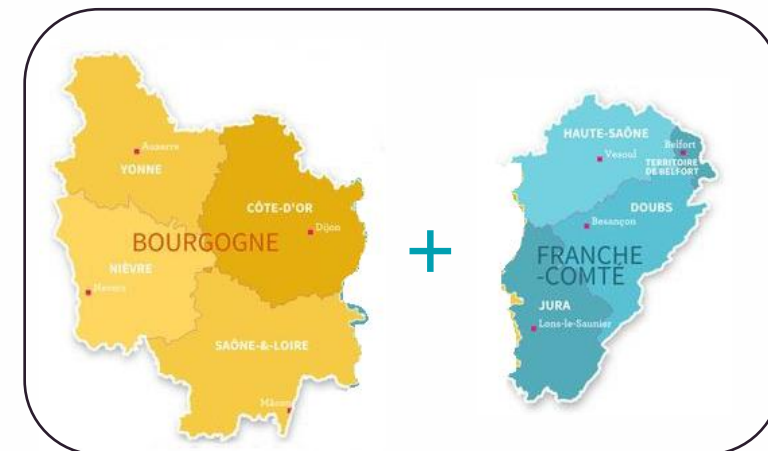 Auxerre
YONNE
CÔTE-D'OR
Dijon
BOURGOGNE
NIÈVRE
Nevers
SAÔNE-&-LOIRE
Mâcon
+
HAUTE-SAÔNE
Belfort
Vesoul
TERRITOIRE
DE BELFORT
DOUBS
Besançon
FRANCHE
-COMTÉ
JURA
Lons-le-Saunier